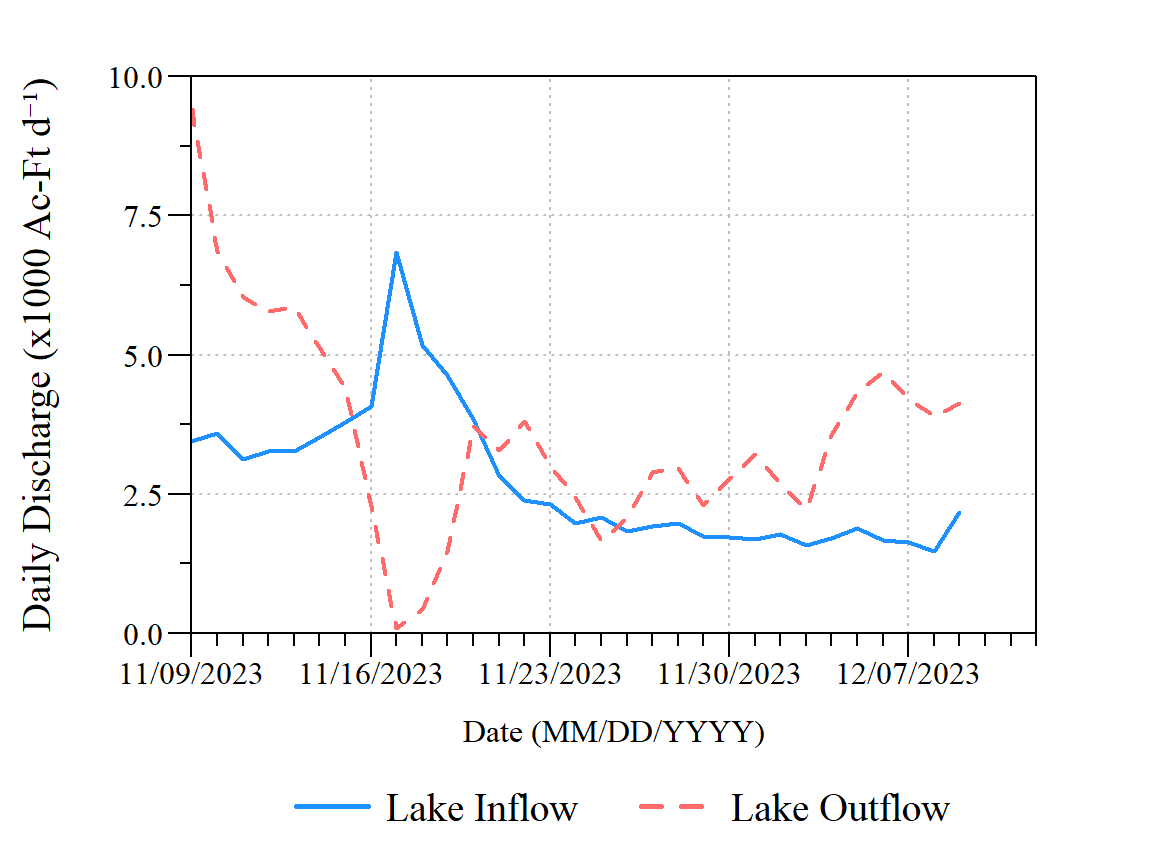 Daily Discharge (x1000 Ac-Ft d⁻¹)
10.0
7.5
5.0
2.5
0.0
11/09/2023 11/16/2023 11/23/2023 11/30/2023 12/07/2023
Date (MM/DD/YYYY)
Lake Inflow Lake Outflow